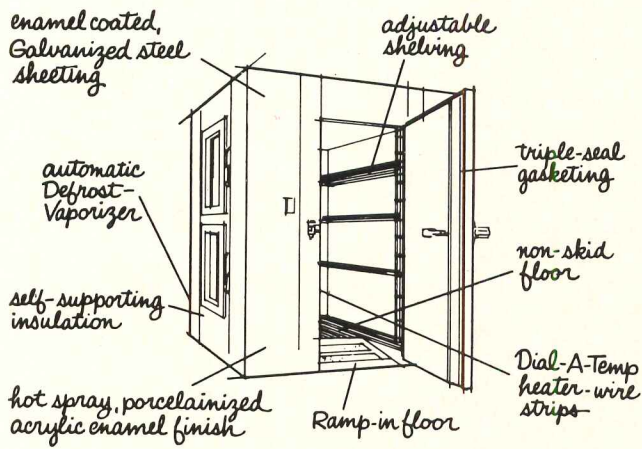 enamel coated,
Galvanized steel
sheeting
adjustable
shelving
automatic
Defrost-
Vaporizer
triple-seal
gasketing
non-skid
floor
self-supporting
insulation
Dial-A-Temp
heater-wire
strips
hot spray, porcelainized
acrylic enamel finish
Ramp-in floor